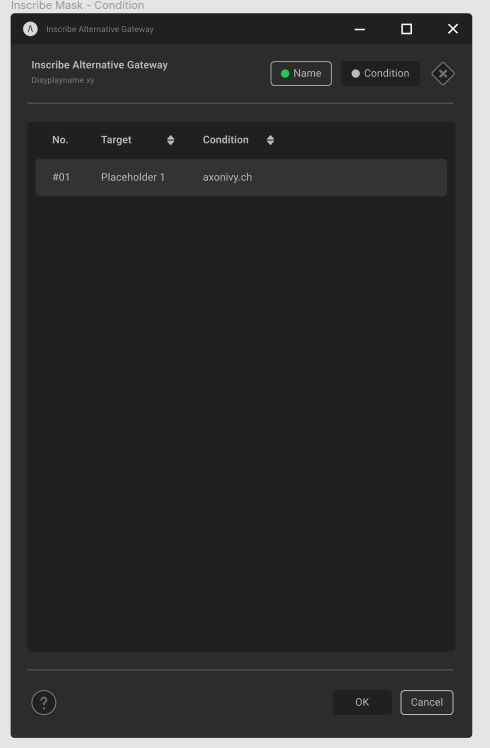 Inscribe Mask - Condition
Inscribe Alternative Gateway
Inscribe Alternative Gateway
Disyplayname xy
Name
Condition
No. Target Condition
#01 Placeholder 1 axonivy.ch
?
OK
Cancel